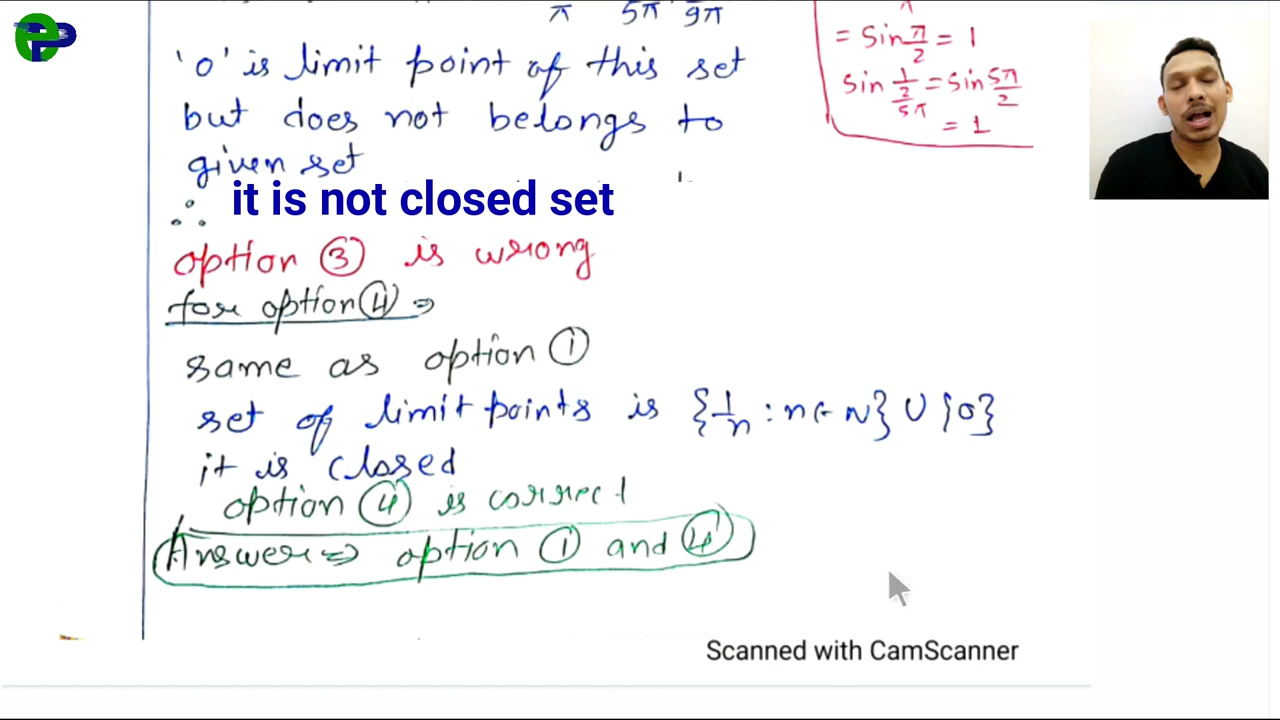 π 5π 9π
'0' is limit point of this set
but does not belongs to
given set
∴ it is not closed set
option ③ is wrong
for option ④ ⇒
same as option ①
set of limit points is {1/n : n ∈ N} ∪ {0}
it is closed
option ④ is correct
Answer ⇒ option ① and ④
= Sin π/2 = 1
Sin 1/(2/5π) = Sin 5π/2
= 1
Scanned with CamScanner